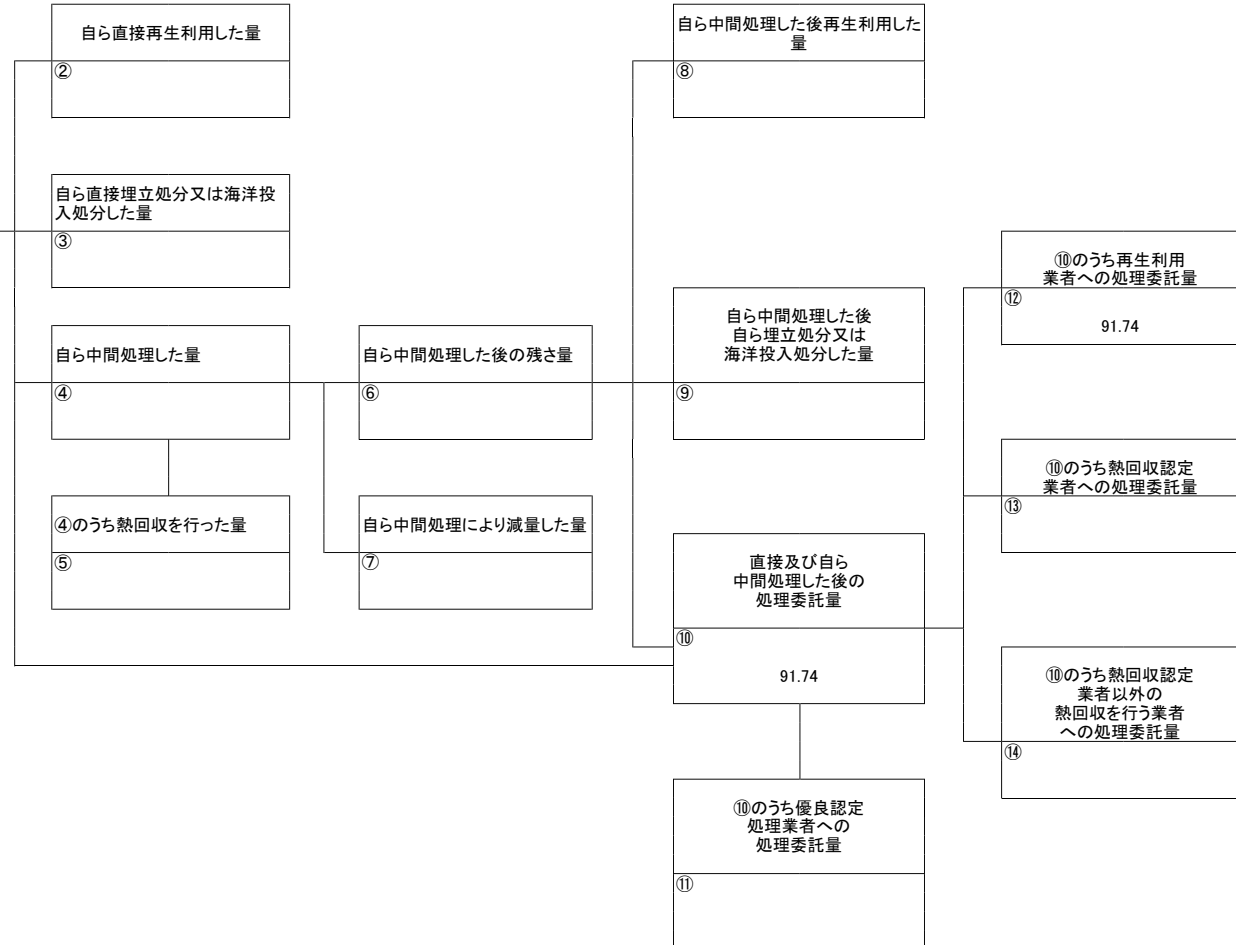 自ら直接再生利用した量
②
自ら中間処理した後再生利用した
量
⑧
自ら直接埋立処分又は海洋投
入処分した量
③
⑩のうち再生利用
業者への処理委託量
⑫
91.74
自ら中間処理した後
自ら埋立処分又は
海洋投入処分した量
⑨
自ら中間処理した量
④
自ら中間処理した後の残さ量
⑥
⑩のうち熱回収認定
業者への処理委託量
⑬
④のうち熱回収を行った量
⑤
自ら中間処理により減量した量
⑦
直接及び自ら
中間処理した後の
処理委託量
⑩
91.74
⑩のうち熱回収認定
業者以外の
熱回収を行う業者
への処理委託量
⑭
⑩のうち優良認定
処理業者への
処理委託量
⑪